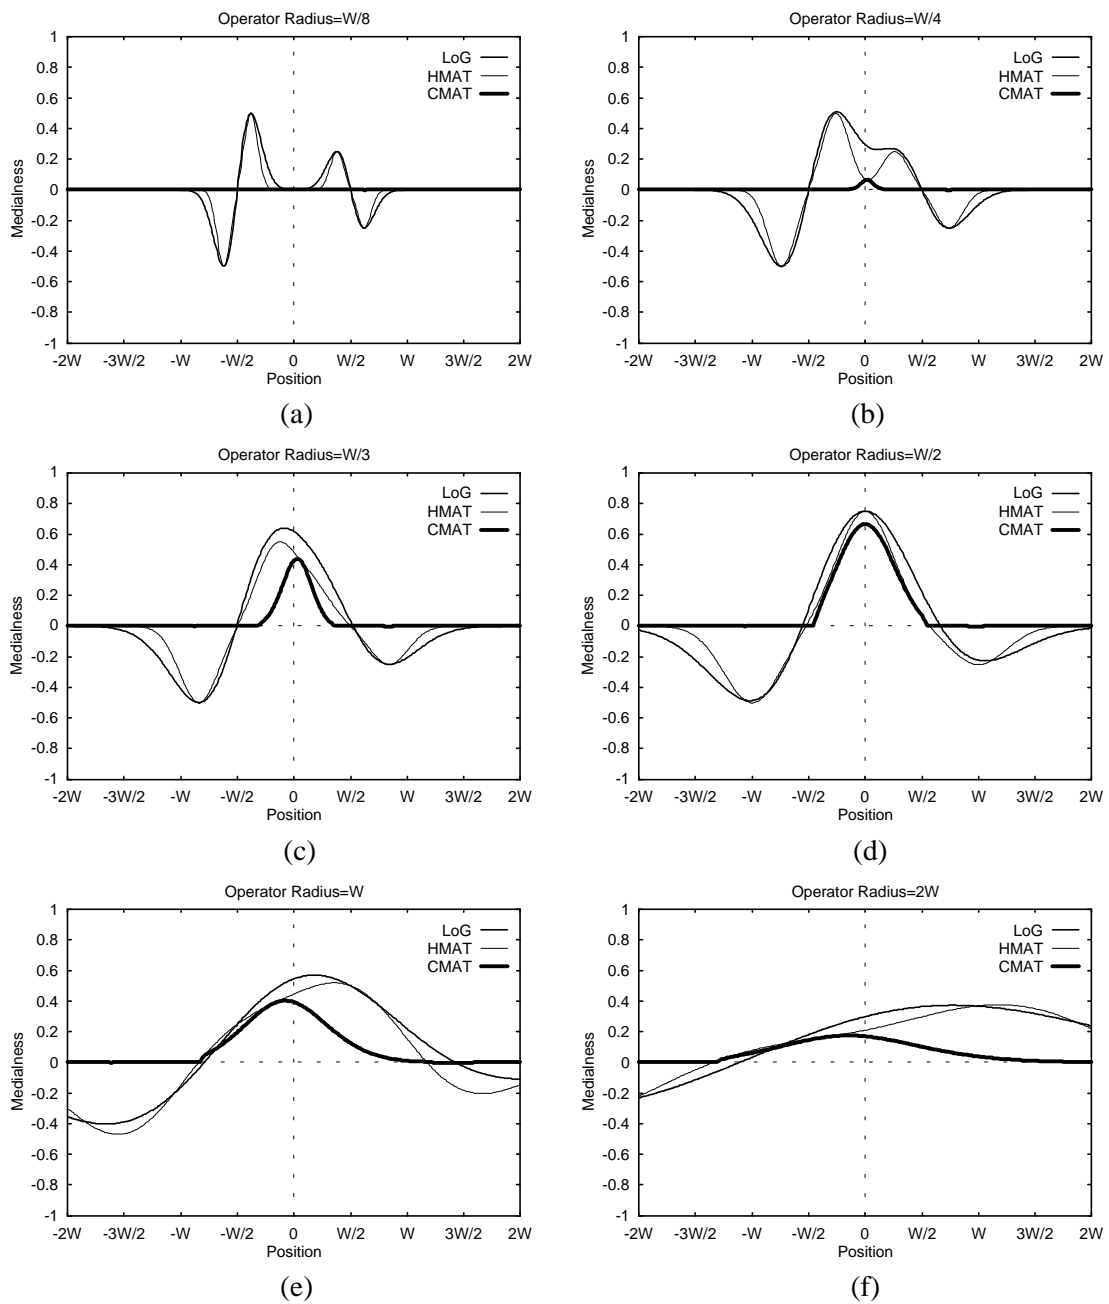 Operator Radius=W/8
1
LoG
0.8
HMAT
0.6
CMAT
0.4
0.2
0
-0.2
-0.4
-0.6
-0.8
-1
Medialness
-2W -3W/2 -W -W/2 0 W/2 W 3W/2 2W
Position
(a)
Operator Radius=W/4
1
LoG
0.8
HMAT
0.6
CMAT
0.4
0.2
0
-0.2
-0.4
-0.6
-0.8
-1
Medialness
-2W -3W/2 -W -W/2 0 W/2 W 3W/2 2W
Position
(b)
Operator Radius=W/3
1
LoG
0.8
HMAT
0.6
CMAT
0.4
0.2
0
-0.2
-0.4
-0.6
-0.8
-1
Medialness
-2W -3W/2 -W -W/2 0 W/2 W 3W/2 2W
Position
(c)
Operator Radius=W/2
1
LoG
0.8
HMAT
0.6
CMAT
0.4
0.2
0
-0.2
-0.4
-0.6
-0.8
-1
Medialness
-2W -3W/2 -W -W/2 0 W/2 W 3W/2 2W
Position
(d)
Operator Radius=W
1
LoG
0.8
HMAT
0.6
CMAT
0.4
0.2
0
-0.2
-0.4
-0.6
-0.8
-1
Medialness
-2W -3W/2 -W -W/2 0 W/2 W 3W/2 2W
Position
(e)
Operator Radius=2W
1
LoG
0.8
HMAT
0.6
CMAT
0.4
0.2
0
-0.2
-0.4
-0.6
-0.8
-1
Medialness
-2W -3W/2 -W -W/2 0 W/2 W 3W/2 2W
Position
(f)